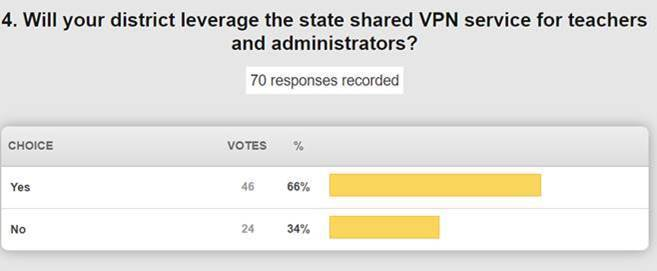 4. Will your district leverage the state shared VPN service for teachers
and administrators?
70 responses recorded
CHOICE VOTES %
Yes 46 66%
No 24 34%